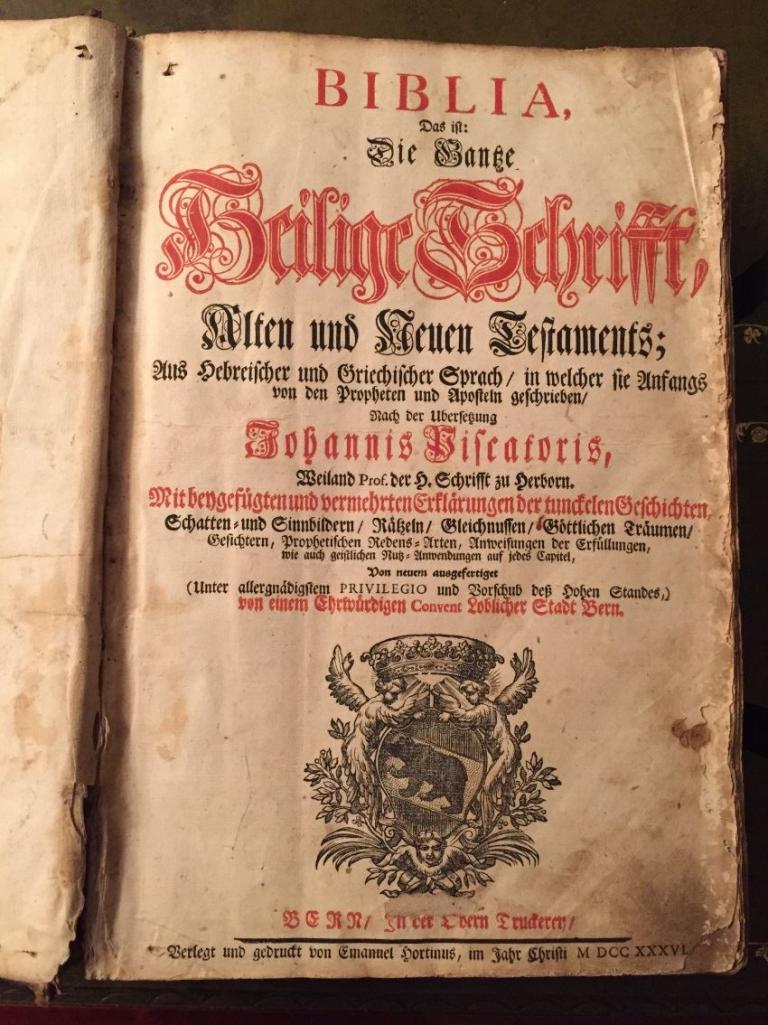 BIBLIA,
Das ist:
Die Gantze
Heilige Schrifft,
Alten und Neuen Testaments;
Aus Hebreischer und Griechischer Sprach/ in welcher sie Anfangs
von den Propheten und Aposteln geschrieben/
Nach der Ubersetzung
Johannis Piscatoris,
Weiland Prof. der H. Schrifft zu Herborn.
Mit beygefügten und vermehrten Erklärungen der tunckelen Geschichten,
Schatten- und Sinnbildern/ Rätzeln/ Gleichnussen/ Göttlichen Träumen/
Gesichtern, Prophetischen Redens-Arten, Anweisungen der Erfüllungen,
wie auch geistlichen Nutz-Anwendungen auf jedes Capitel,
Von neuem ausgefertiget
(Unter allergnädigstem PRIVILEGIO und Vorschub deß Hohen Standes,)
von einem Ehrwürdigen Convent Loblicher Stadt Bern.
BERN/ In der Obern Truckerey/
Verlegt und gedruckt von Emanuel Hortinus, im Jahr Christi M DCC XXXVI.